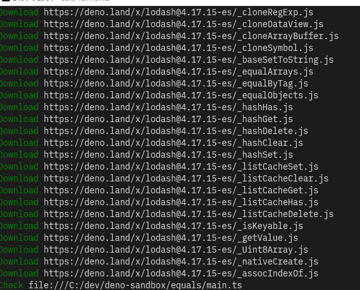 Download https://deno.land/x/lodash@4.17.15-es/_cloneRegExp.js
Download https://deno.land/x/lodash@4.17.15-es/_cloneDataView.js
Download https://deno.land/x/lodash@4.17.15-es/_cloneArrayBuffer.js
Download https://deno.land/x/lodash@4.17.15-es/_cloneSymbol.js
Download https://deno.land/x/lodash@4.17.15-es/_baseSetToString.js
Download https://deno.land/x/lodash@4.17.15-es/_equalArrays.js
Download https://deno.land/x/lodash@4.17.15-es/_equalByTag.js
Download https://deno.land/x/lodash@4.17.15-es/_equalObjects.js
Download https://deno.land/x/lodash@4.17.15-es/_hashHas.js
Download https://deno.land/x/lodash@4.17.15-es/_hashGet.js
Download https://deno.land/x/lodash@4.17.15-es/_hashDelete.js
Download https://deno.land/x/lodash@4.17.15-es/_hashClear.js
Download https://deno.land/x/lodash@4.17.15-es/_hashSet.js
Download https://deno.land/x/lodash@4.17.15-es/_listCacheSet.js
Download https://deno.land/x/lodash@4.17.15-es/_listCacheClear.js
Download https://deno.land/x/lodash@4.17.15-es/_listCacheGet.js
Download https://deno.land/x/lodash@4.17.15-es/_listCacheHas.js
Download https://deno.land/x/lodash@4.17.15-es/_listCacheDelete.js
Download https://deno.land/x/lodash@4.17.15-es/_isKeyable.js
Download https://deno.land/x/lodash@4.17.15-es/_getValue.js
Download https://deno.land/x/lodash@4.17.15-es/_Uint8Array.js
Download https://deno.land/x/lodash@4.17.15-es/_nativeCreate.js
Download https://deno.land/x/lodash@4.17.15-es/_assocIndexOf.js
Check file:///C:/dev/deno-sandbox/equals/main.ts